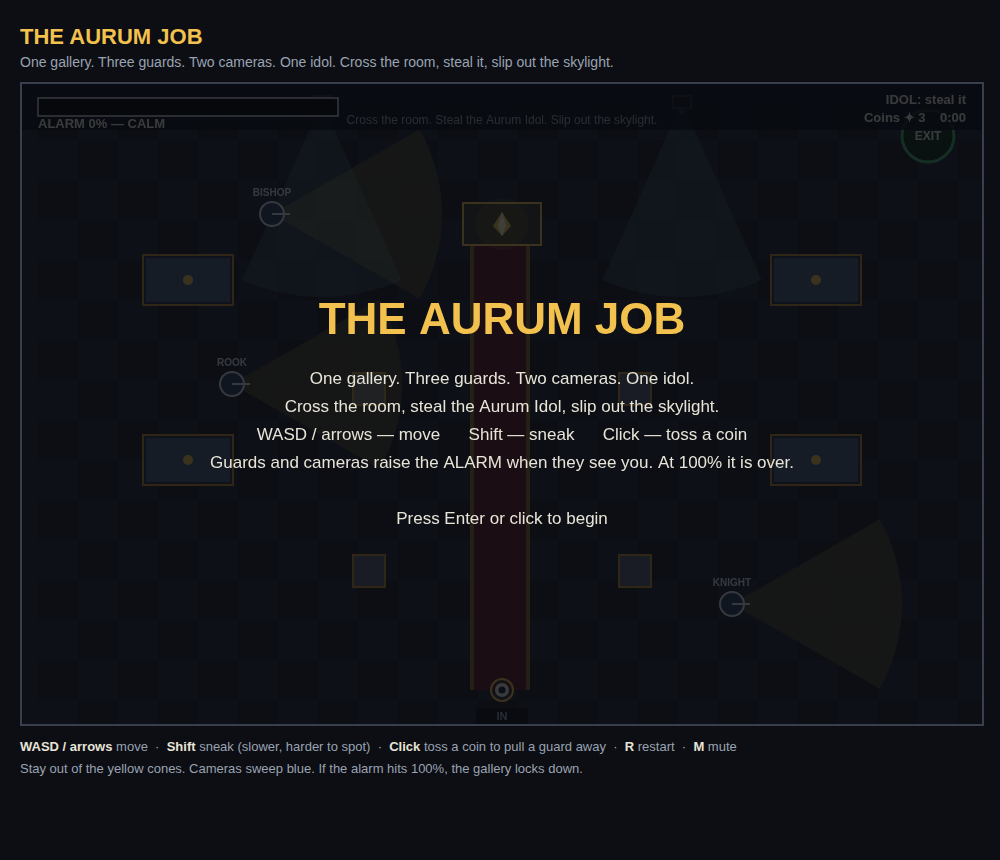 THE AURUM JOB
One gallery. Three guards. Two cameras. One idol. Cross the room, steal it, slip out the skylight.
IDOL: steal it
ALARM 0% — CALM
Cross the room. Steal the Aurum Idol. Slip out the skylight.
Coins ✦ 3 0:00
EXIT
BISHOP
THE AURUM JOB
ROOK
One gallery. Three guards. Two cameras. One idol.
Cross the room, steal the Aurum Idol, slip out the skylight.
WASD / arrows — move Shift — sneak Click — toss a coin
Guards and cameras raise the ALARM when they see you. At 100% it is over.
Press Enter or click to begin
KNIGHT
IN
WASD / arrows move · Shift sneak (slower, harder to spot) · Click toss a coin to pull a guard away · R restart · M mute
Stay out of the yellow cones. Cameras sweep blue. If the alarm hits 100%, the gallery locks down.